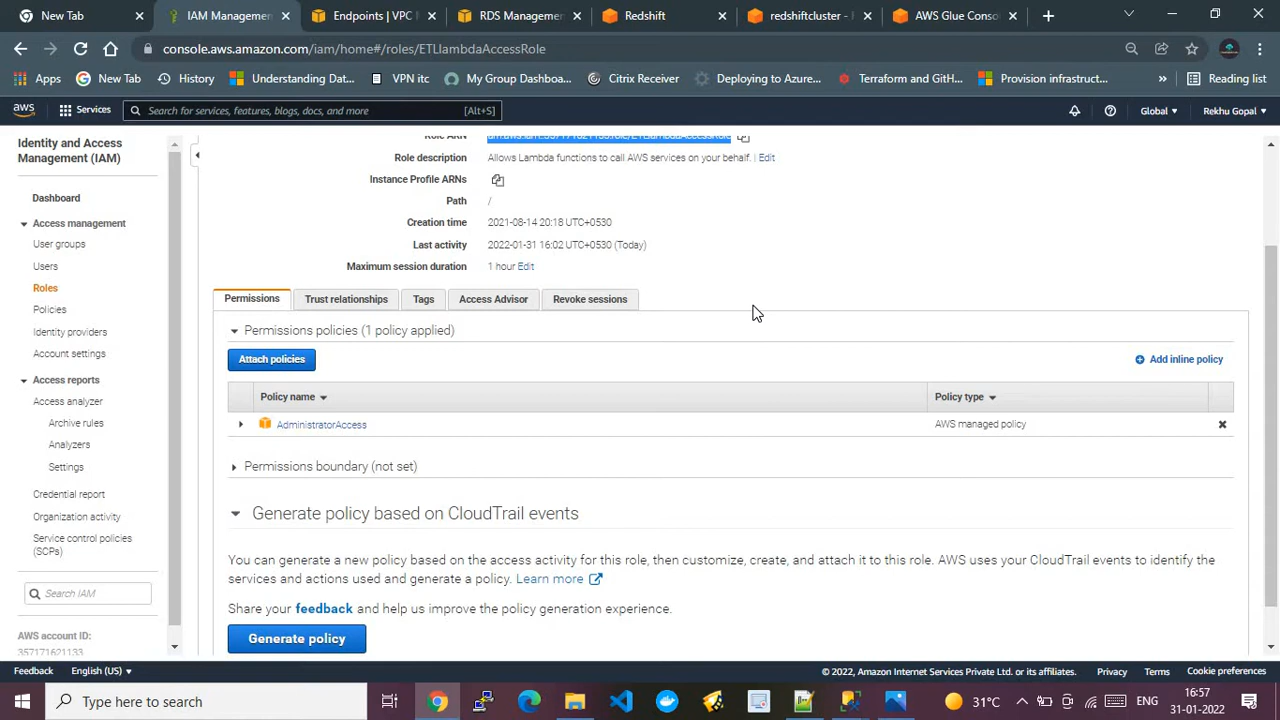 New Tab
IAM Manageme
Endpoints | VPC
RDS Manageme
Redshift
redshiftcluster -
AWS Glue Conso
console.aws.amazon.com/iam/home#/roles/ETLlambdaAccessRole
Apps
New Tab
History
Understanding Dat...
VPN itc
My Group Dashboa...
Citrix Receiver
Deploying to Azure...
Terraform and GitH...
Provision infrastruct...
»
Reading list
aws
Services
Search for services, features, blogs, docs, and more
[Alt+S]
Global
Rekhu Gopal
Identity and Access
Management (IAM)
Dashboard
Access management
User groups
Users
Roles
Policies
Identity providers
Account settings
Access reports
Access analyzer
Archive rules
Analyzers
Settings
Credential report
Organization activity
Service control policies
(SCPs)
Search IAM
AWS account ID:
357171621133
Role ARN
Role description
Allows Lambda functions to call AWS services on your behalf. | Edit
Instance Profile ARNs
Path
/
Creation time
2021-08-14 20:18 UTC+0530
Last activity
2022-01-31 16:02 UTC+0530 (Today)
Maximum session duration
1 hour Edit
Permissions
Trust relationships
Tags
Access Advisor
Revoke sessions
Permissions policies (1 policy applied)
Attach policies
Add inline policy
Policy name
Policy type
AdministratorAccess
AWS managed policy
Permissions boundary (not set)
Generate policy based on CloudTrail events
You can generate a new policy based on the access activity for this role, then customize, create, and attach it to this role. AWS uses your CloudTrail events to identify the
services and actions used and generate a policy. Learn more
Share your feedback and help us improve the policy generation experience.
Generate policy
Feedback
English (US)
© 2022, Amazon Internet Services Private Ltd. or its affiliates.
Privacy
Terms
Cookie preferences
Type here to search
31°C
ENG
16:57
31-01-2022